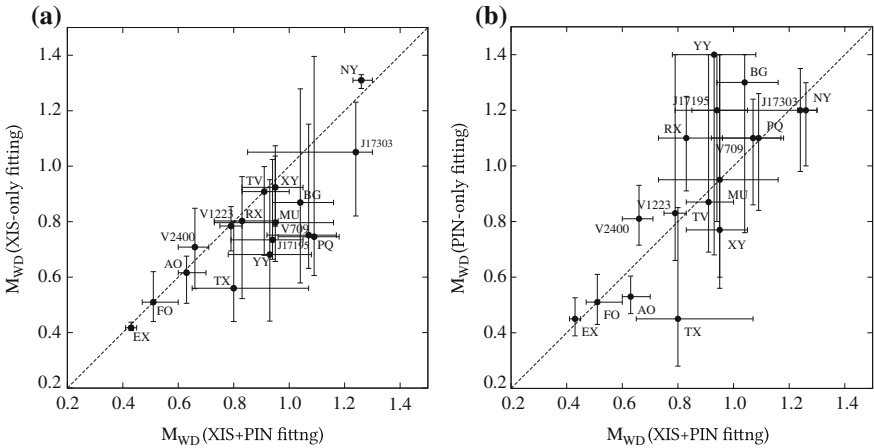 (a)
1.4
1.2
1.0
0.8
0.6
0.4
0.2
M_WD (XIS-only fitting)
NY
J17303
XY
TV
BG
V1223
RX
MU
V2400
V709
J17195
PQ
YY
AO
TX
FO
EX
0.2 0.4 0.6 0.8 1.0 1.2 1.4
M_WD (XIS+PIN fittng)
(b)
1.4
1.2
1.0
0.8
0.6
0.4
0.2
M_WD (PIN-only fitting)
YY
BG
J17195
J17303
NY
RX
PQ
V709
MU
V1223
TV
V2400
XY
AO
TX
FO
EX
0.2 0.4 0.6 0.8 1.0 1.2 1.4
M_WD (XIS+PIN fittng)